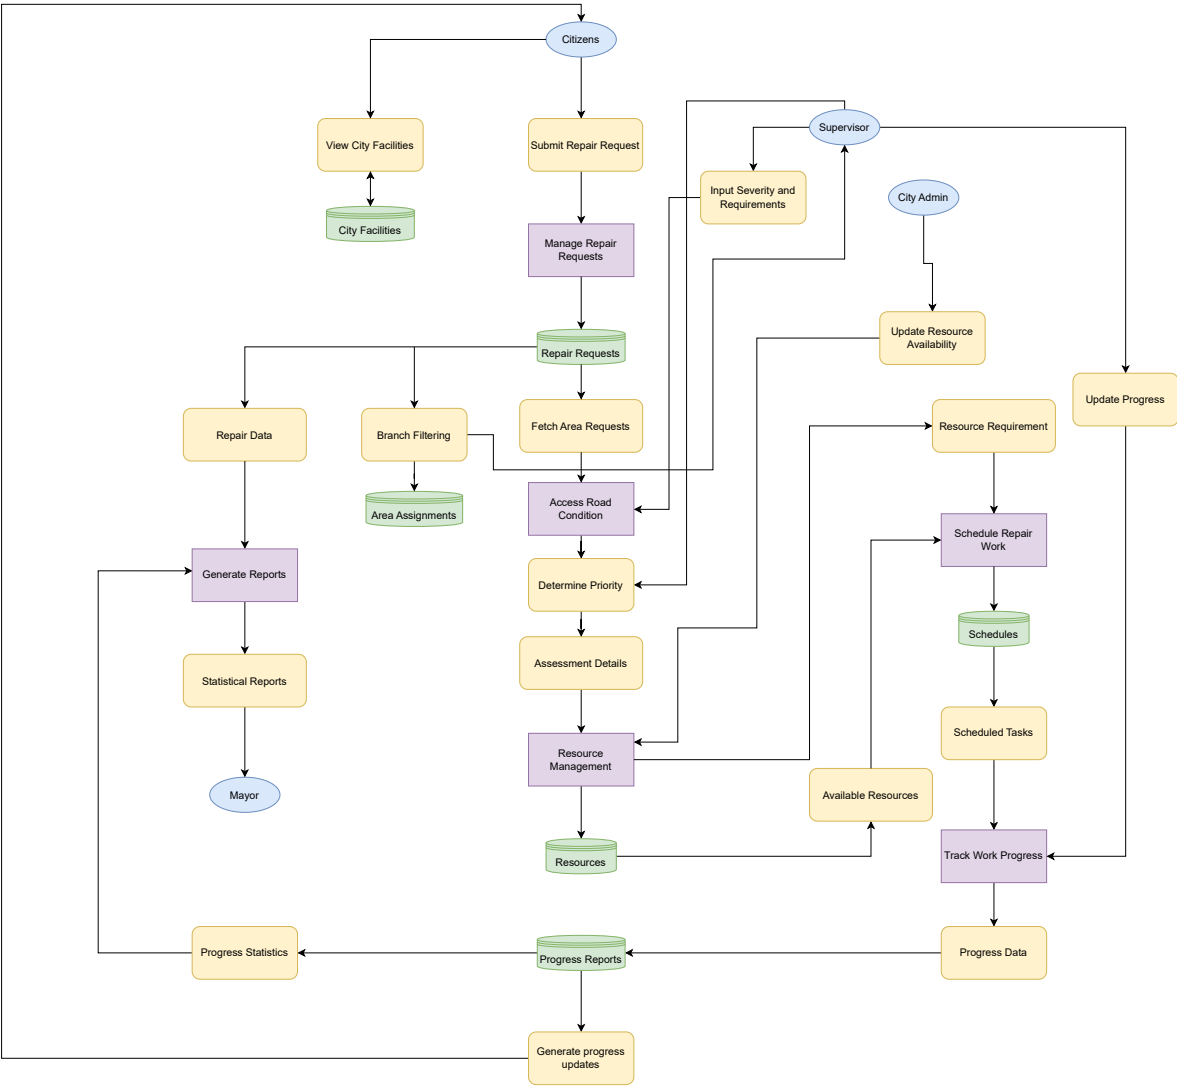 Citizens
View City Facilities
Submit Repair Request
Supervisor
Input Severity and
Requirements
City Admin
City Facilities
Manage Repair
Requests
Update Resource
Availability
Repair Requests
Update Progress
Repair Data
Branch Filtering
Fetch Area Requests
Resource Requirement
Area Assignments
Access Road
Condition
Schedule Repair
Work
Generate Reports
Determine Priority
Schedules
Statistical Reports
Assessment Details
Scheduled Tasks
Resource
Management
Mayor
Available Resources
Resources
Track Work Progress
Progress Statistics
Progress Reports
Progress Data
Generate progress
updates